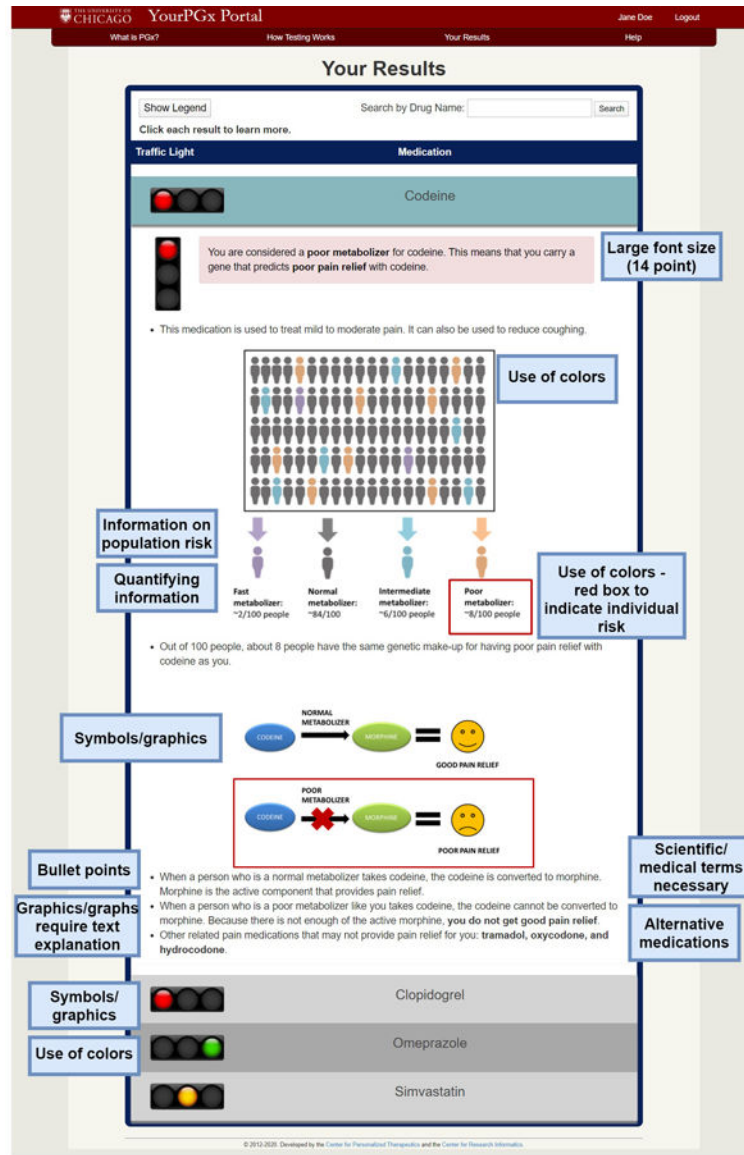 THE UNIVERSITY OF
CHICAGO
YourPGx Portal
Jane Doe
Logout
What is PGx?
How Testing Works
Your Results
Help
Your Results
Show Legend
Search by Drug Name:
Search
Click each result to learn more.
Traffic Light
Medication
Codeine
You are considered a poor metabolizer for codeine. This means that you carry a
gene that predicts poor pain relief with codeine.
Large font size
(14 point)
• This medication is used to treat mild to moderate pain. It can also be used to reduce coughing.
Use of colors
Information on
population risk
Quantifying
information
Fast
metabolizer:
~2/100 people
Normal
metabolizer:
~84/100
Intermediate
metabolizer:
~6/100 people
Poor
metabolizer:
~8/100 people
Use of colors -
red box to
indicate individual
risk
• Out of 100 people, about 8 people have the same genetic make-up for having poor pain relief with
codeine as you.
Symbols/graphics
CODEINE
NORMAL
METABOLIZER
MORPHINE
GOOD PAIN RELIEF
CODEINE
POOR
METABOLIZER
MORPHINE
POOR PAIN RELIEF
Bullet points
Graphics/graphs
require text
explanation
• When a person who is a normal metabolizer takes codeine, the codeine is converted to morphine.
Morphine is the active component that provides pain relief.
• When a person who is a poor metabolizer like you takes codeine, the codeine cannot be converted to
morphine. Because there is not enough of the active morphine, you do not get good pain relief.
• Other related pain medications that may not provide pain relief for you: tramadol, oxycodone, and
hydrocodone.
Scientific/
medical terms
necessary
Alternative
medications
Symbols/
graphics
Clopidogrel
Use of colors
Omeprazole
Simvastatin
© 2012-2020. Developed by the Center for Personalized Therapeutics and the Center for Research Informatics.